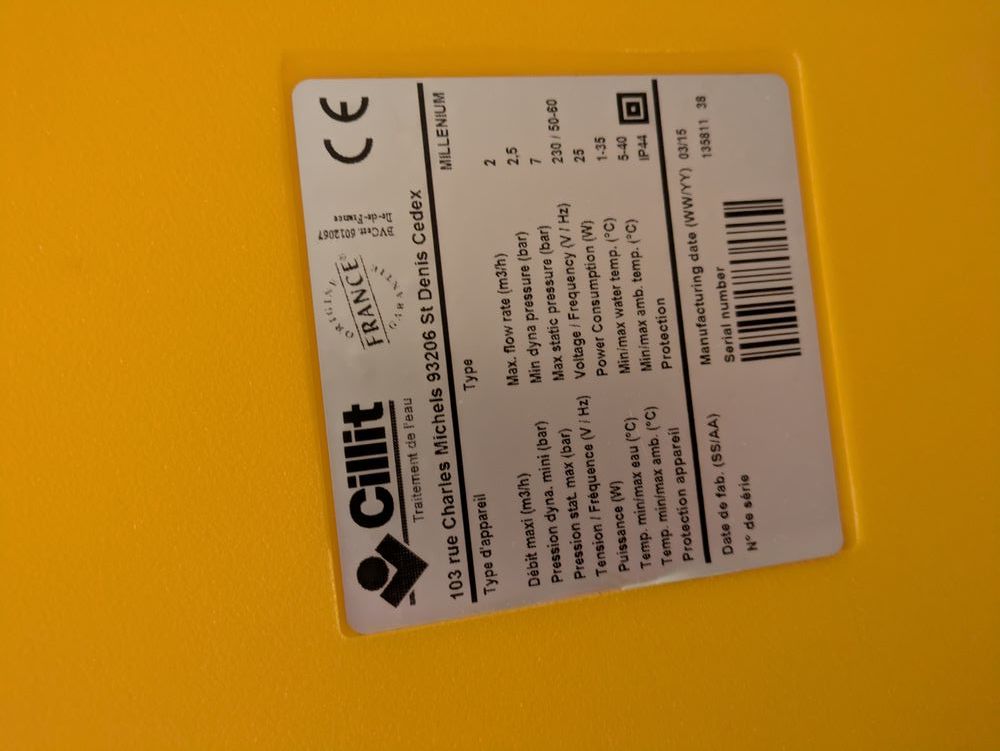 Cillit
Traitement de l'eau
ORIGINE
FRANCE®
GARANTIE
BVCert. 6012067
Ile-de-France
CE
103 rue Charles Michels 93206 St Denis Cedex
Type d'appareil Type MILLENIUM
2
Débit maxi (m3/h) Max. flow rate (m3/h) 2,5
Pression dyna. mini (bar) Min dyna pressure (bar) 7
Pression stat. max (bar) Max static pressure (bar) 230 / 50-60
Tension / Fréquence (V / Hz) Voltage / Frequency (V / Hz) 25
Puissance (W) Power Consumption (W) 1-35
Temp. min/max eau (°C) Min/max water temp. (°C) 5-40
Temp. min/max amb. (°C) Min/max amb. temp. (°C) IP44
Protection appareil Protection
Date de fab. (SS/AA) Manufacturing date (WW/YY) 03/15
N° de série Serial number 135811 38